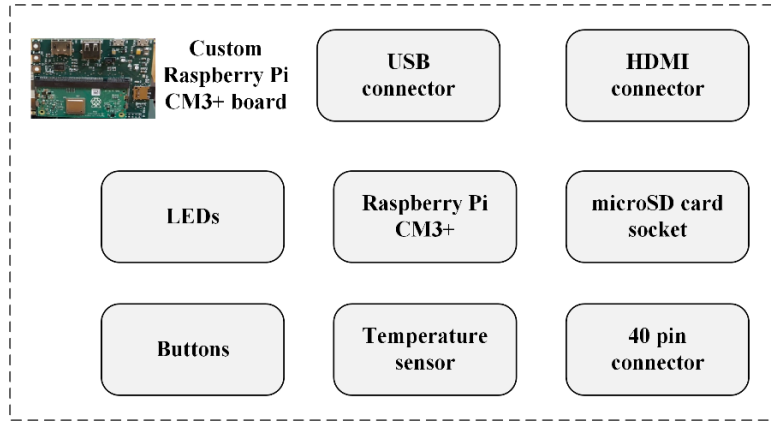 Custom
Raspberry Pi
CM3+ board
USB
connector
HDMI
connector
LEDs
Raspberry Pi
CM3+
microSD card
socket
Buttons
Temperature
sensor
40 pin
connector